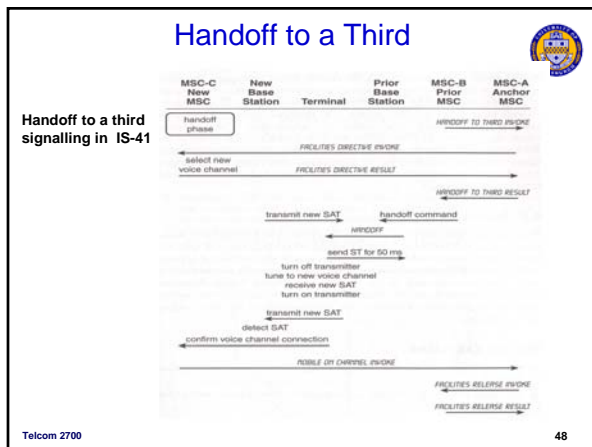 Handoff to a Third
Handoff to a third
signalling in IS-41
MSC-C New MSC
New Base Station
Terminal
Prior Base Station
MSC-B Prior MSC
MSC-A Anchor MSC
handoff phase
HANDOFF TO THIRD INVOKE
FACILITIES DIRECTIVE INVOKE
select new voice channel
FACILITIES DIRECTIVE RESULT
HANDOFF TO THIRD RESULT
transmit new SAT
handoff command
HANDOFF
send ST for 50 ms
turn off transmitter
tune to new voice channel
receive new SAT
turn on transmitter
transmit new SAT
detect SAT
confirm voice channel connection
MOBILE ON CHANNEL INVOKE
FACILITIES RELEASE INVOKE
FACILITIES RELEASE RESULT
Telcom 2700
48